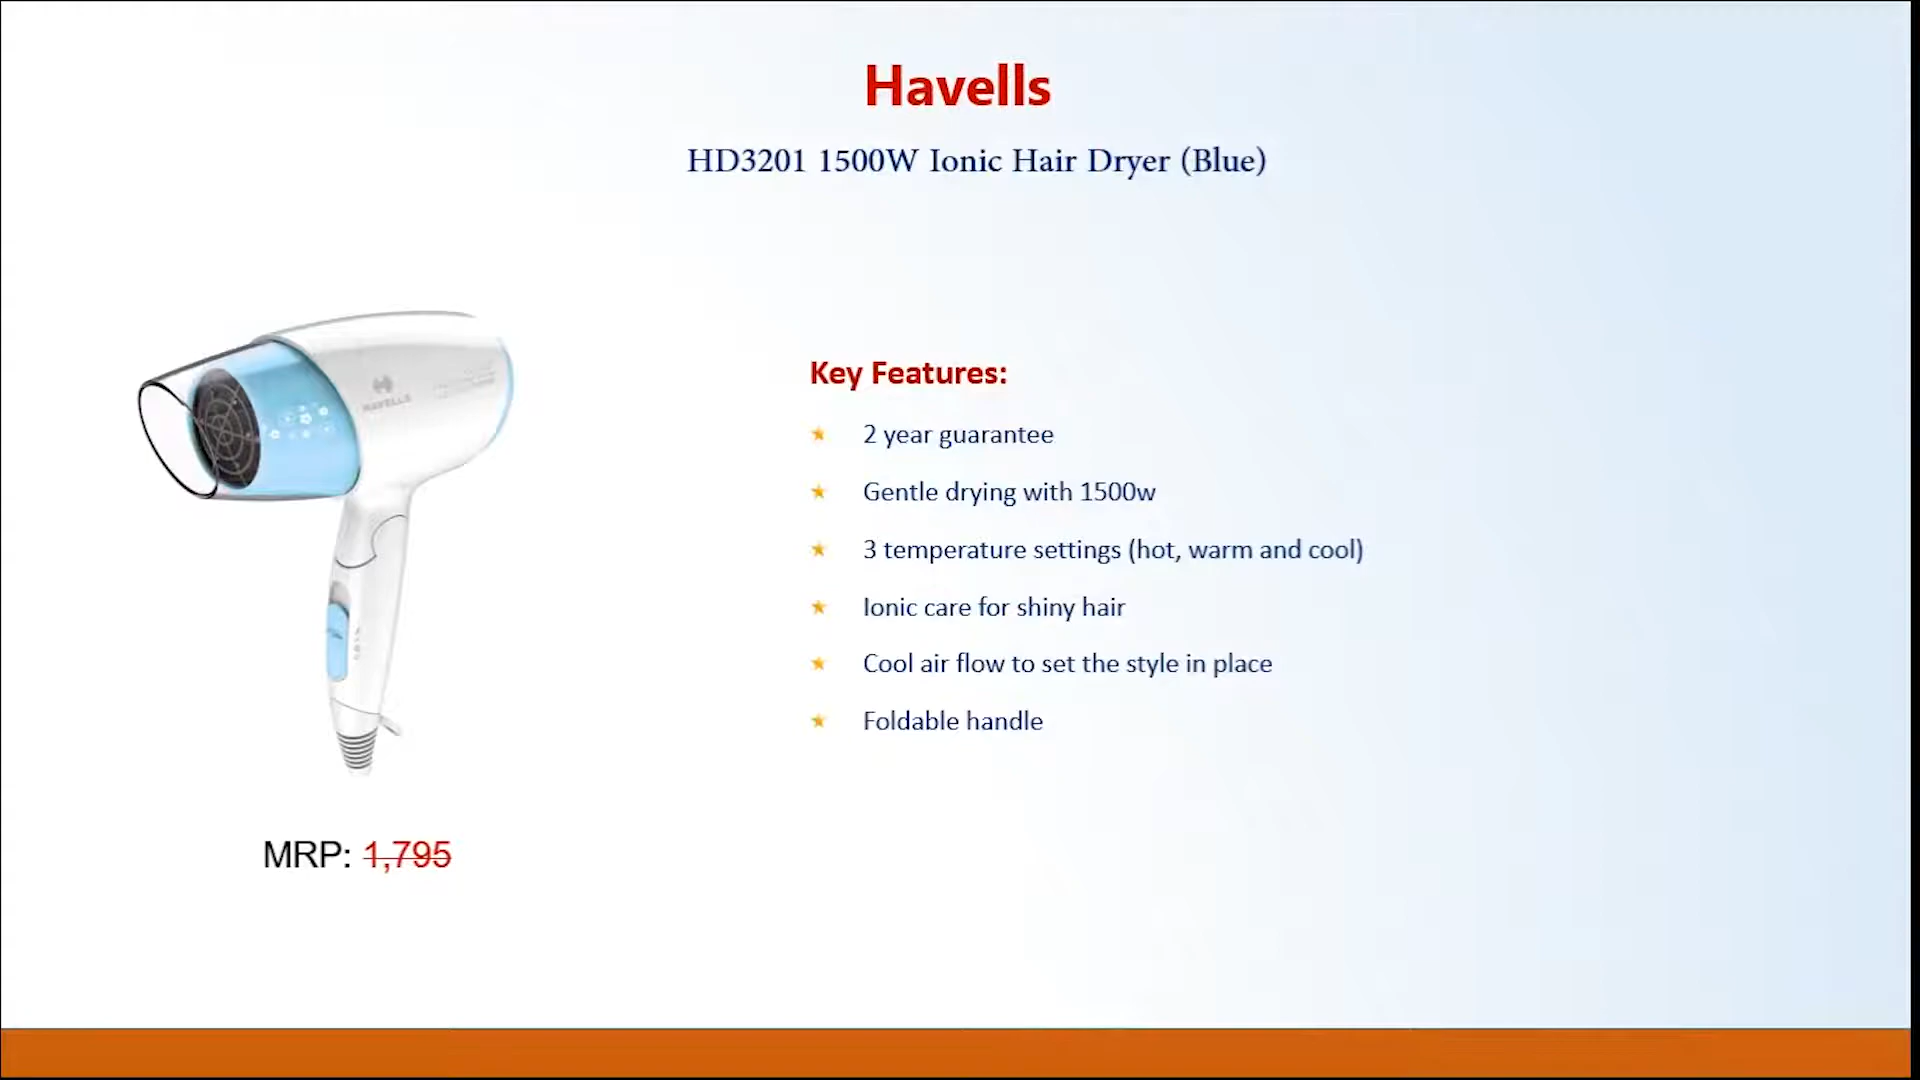 Havells
HD3201 1500W Ionic Hair Dryer (Blue)
HAVELLS
Key Features:
2 year guarantee
Gentle drying with 1500w
3 temperature settings (hot, warm and cool)
Ionic care for shiny hair
Cool air flow to set the style in place
Foldable handle
MRP: 1,795